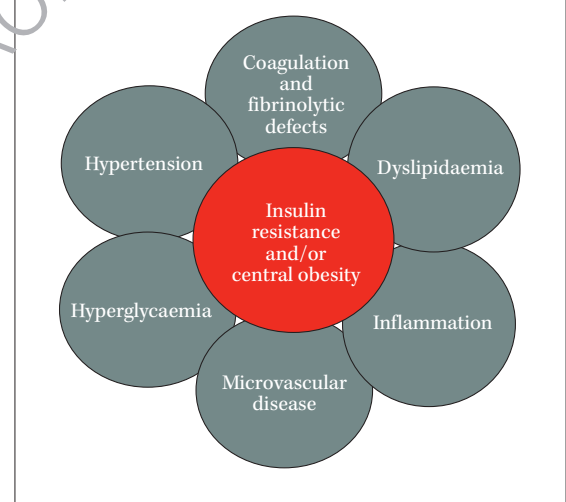 Coagulation
and
fibrinolytic
defects
Hypertension
Dyslipidaemia
Insulin
resistance
and/or
central obesity
Hyperglycaemia
Inflammation
Microvascular
disease